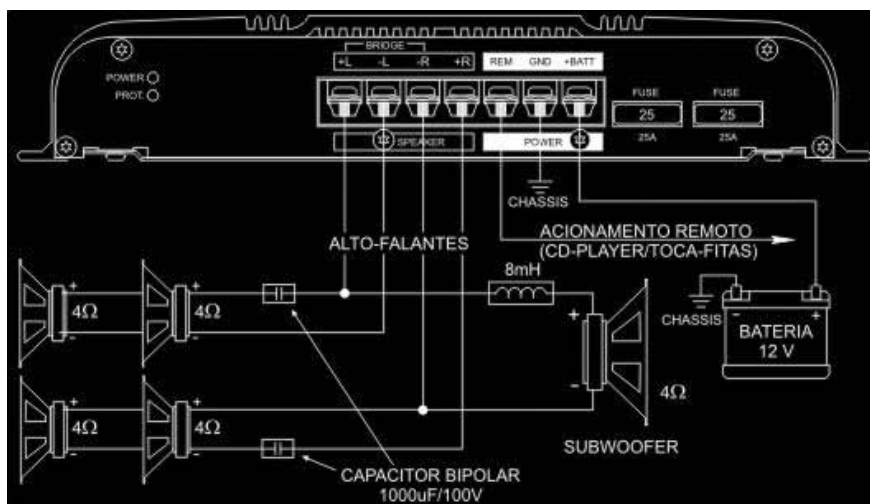 BRIDGE
+L -L -R +R REM GND +BATT
POWER
PROT.
FUSE FUSE
25 25
25A 25A
SPEAKER POWER
CHASSIS
ALTO-FALANTES
ACIONAMENTO REMOTO
(CD-PLAYER/TOCA-FITAS)
8mH
+ 4Ω - + 4Ω -
+ - 4Ω
SUBWOOFER
CHASSIS
- +
BATERIA
12 V
+ 4Ω - + 4Ω -
CAPACITOR BIPOLAR
1000uF/100V